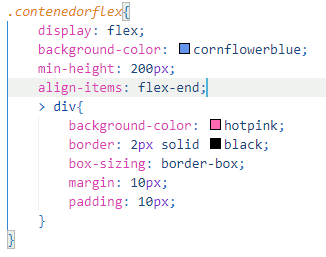 .contenedorflex{
display: flex;
background-color: cornflowerblue;
min-height: 200px;
align-items: flex-end;
> div{
background-color: hotpink;
border: 2px solid black;
box-sizing: border-box;
margin: 10px;
padding: 10px;
}
}